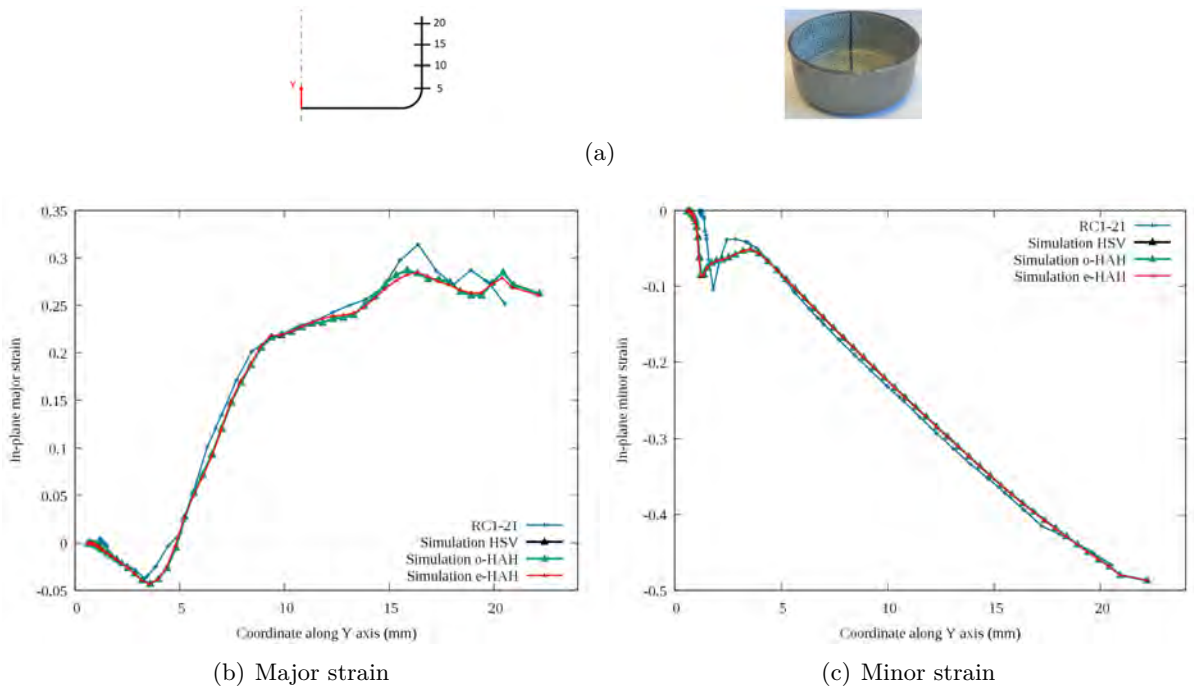 20
15
10
5
Y
(a)
0.35
0.3
0.25
0.2
0.15
0.1
0.05
0
-0.05
In-plane major strain
RC1-21
Simulation HSV
Simulation o-HAH
Simulation e-HAH
0 5 10 15 20
Coordinate along Y axis (mm)
(b) Major strain
0
-0.1
-0.2
-0.3
-0.4
-0.5
In-plane minor strain
RC1-21
Simulation HSV
Simulation o-HAH
Simulation e-HAH
0 5 10 15 20
Coordinate along Y axis (mm)
(c) Minor strain